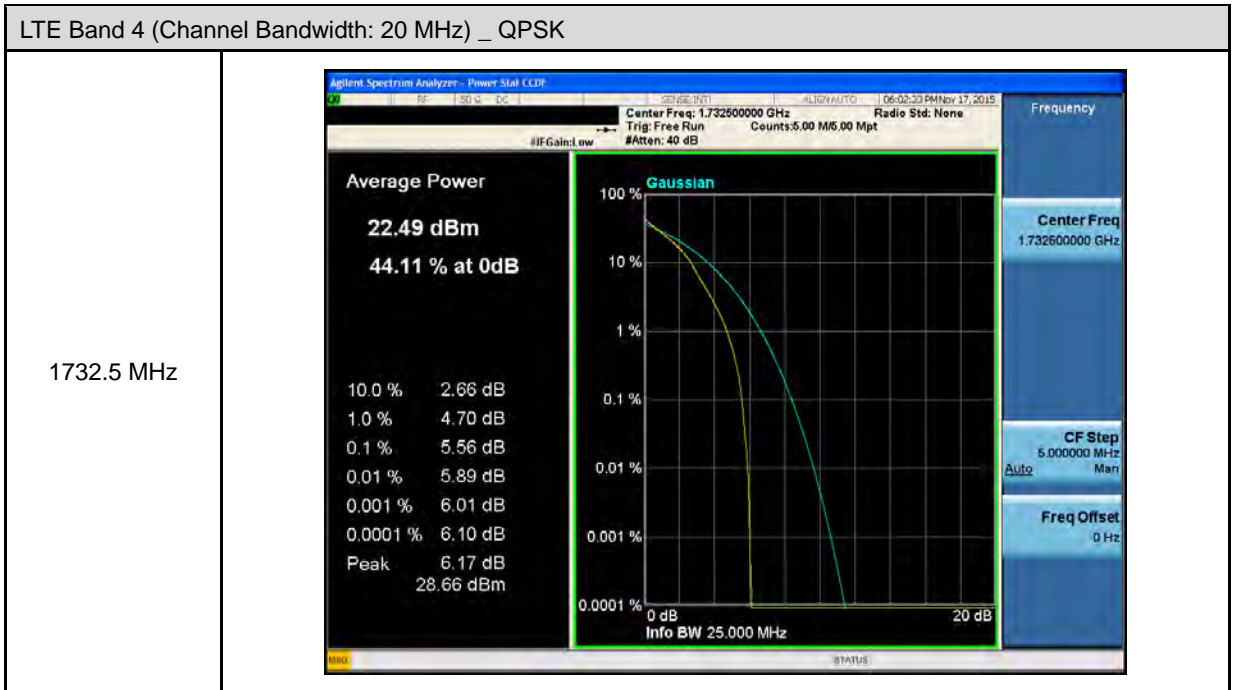 LTE Band 4 (Channel Bandwidth: 20 MHz) _ QPSK
1732.5 MHz
Agilent Spectrum Analyzer - Power Stat CCDF
RF 50 Ω DC SENSE:INT ALIGN AUTO 06:02:33 PM Nov 17, 2015
Center Freq: 1.732500000 GHz Radio Std: None
Trig: Free Run Counts:5.00 M/5.00 Mpt
#IFGain:Low #Atten: 40 dB
Average Power
22.49 dBm
44.11 % at 0dB
10.0 % 2.66 dB
1.0 % 4.70 dB
0.1 % 5.56 dB
0.01 % 5.89 dB
0.001 % 6.01 dB
0.0001 % 6.10 dB
Peak 6.17 dB
28.66 dBm
Gaussian
100 %
10 %
1 %
0.1 %
0.01 %
0.001 %
0.0001 %
0 dB 20 dB
Info BW 25.000 MHz
Frequency
Center Freq
1.732500000 GHz
CF Step
5.000000 MHz
Auto Man
Freq Offset
0 Hz
MSG STATUS